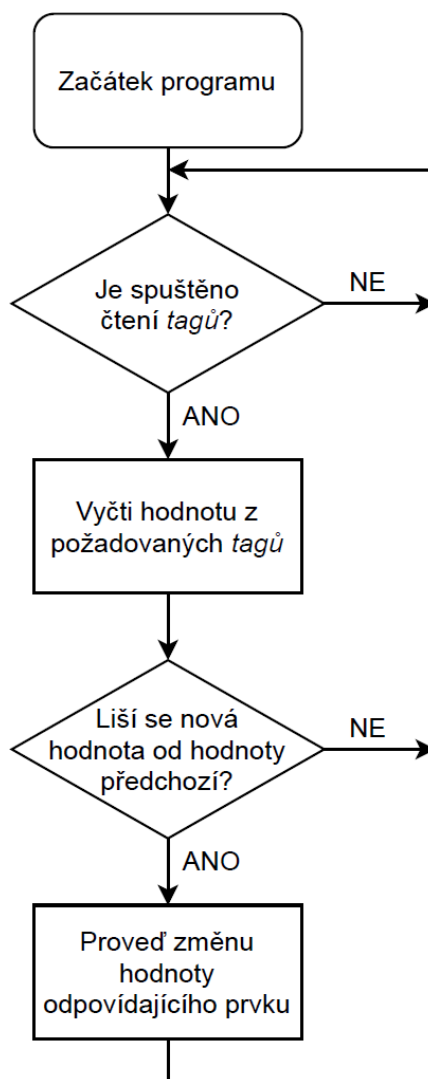 Začátek programu
Je spuštěno
čtení tagů?
NE
ANO
Vyčti hodnotu z
požadovaných tagů
Liší se nová
hodnota od hodnoty
předchozí?
NE
ANO
Proveď změnu
hodnoty
odpovídajícího prvku